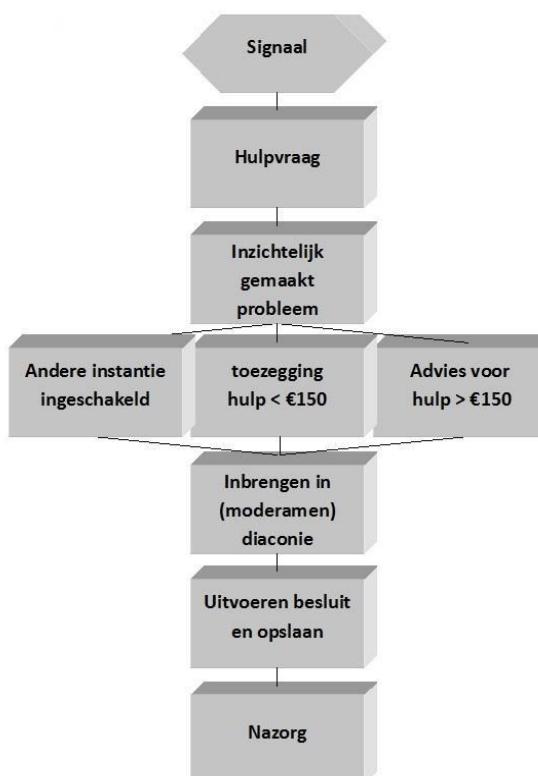 Signaal
Hulpvraag
Inzichtelijk
gemaakt
probleem
Andere instantie
ingeschakeld
toezegging
hulp < €150
Advies voor
hulp > €150
Inbrengen in
(moderamen)
diaconie
Uitvoeren besluit
en opslaan
Nazorg